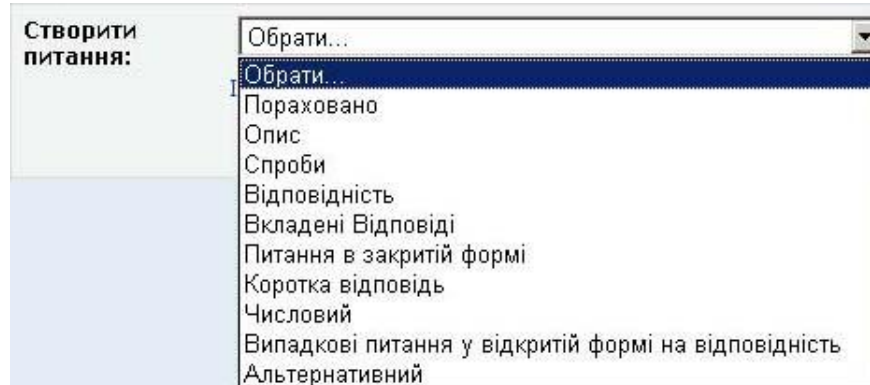 Створити
питання:
Обрати...
Обрати...
Пораховано
Опис
Спроби
Відповідність
Вкладені Відповіді
Питання в закритій формі
Коротка відповідь
Числовий
Випадкові питання у відкритій формі на відповідність
Альтернативний